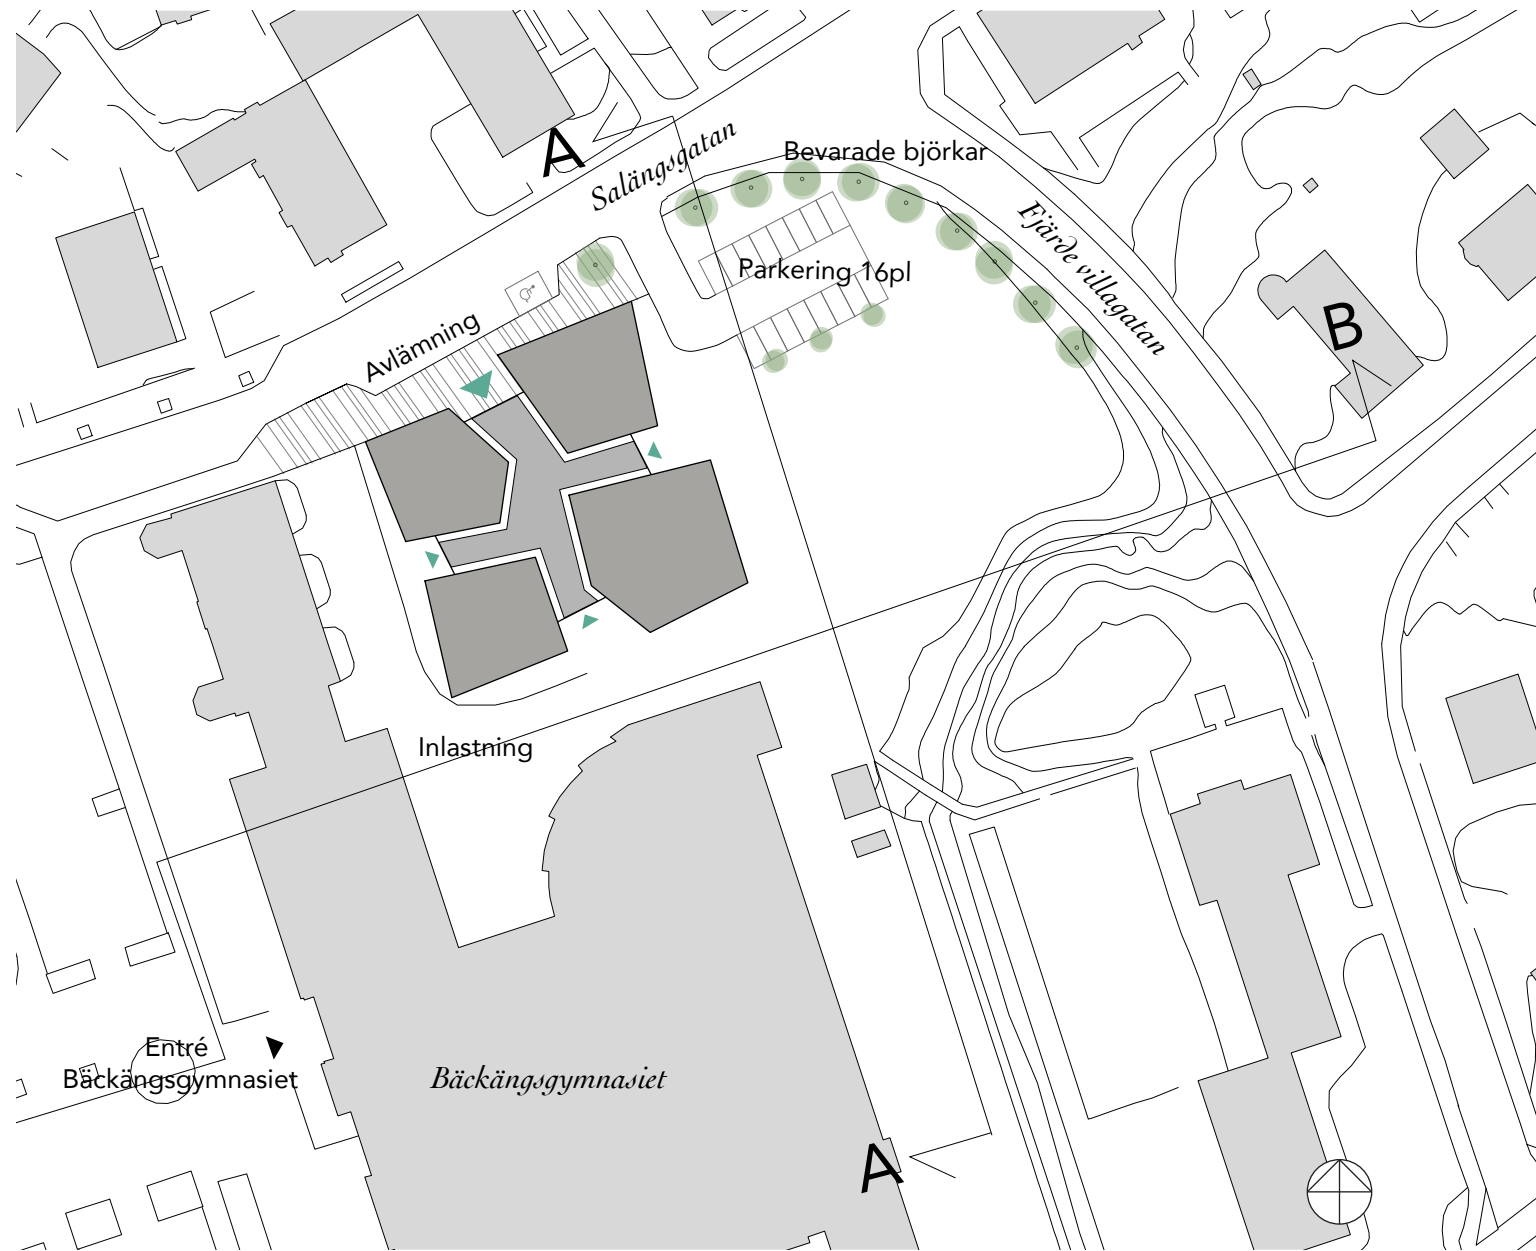 A
Salängsgatan
Bevarade björkar
Fjärde villagatan
Parkering 16pl
Avlämning
B
Inlastning
Entré
Bäckängsgymnasiet
Bäckängsgymnasiet
A